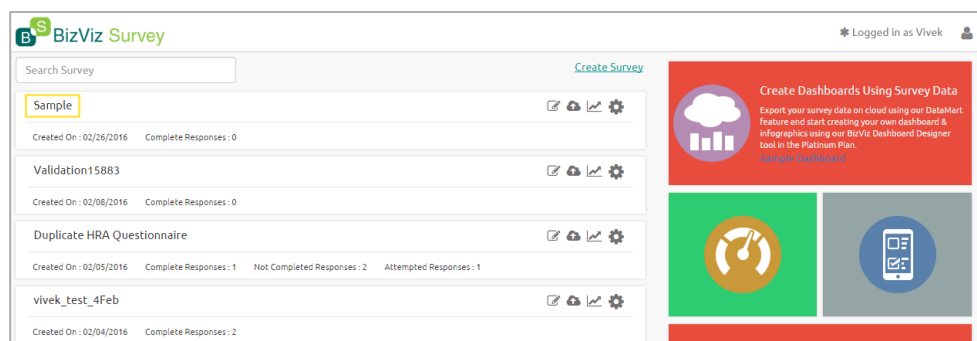 BS BizViz Survey
✱ Logged in as Vivek
Search Survey
Create Survey
Sample
Created On : 02/26/2016 Complete Responses : 0
Validation15883
Created On : 02/08/2016 Complete Responses : 0
Duplicate HRA Questionnaire
Created On : 02/05/2016 Complete Responses : 1 Not Completed Responses : 2 Attempted Responses : 1
vivek_test_4Feb
Created On : 02/04/2016 Complete Responses : 2
Create Dashboards Using Survey Data
Export your survey data on cloud using our DataMart
feature and start creating your own dashboard &
infographics using our BizViz Dashboard Designer
tool in the Platinum Plan.
Sample Dashboard